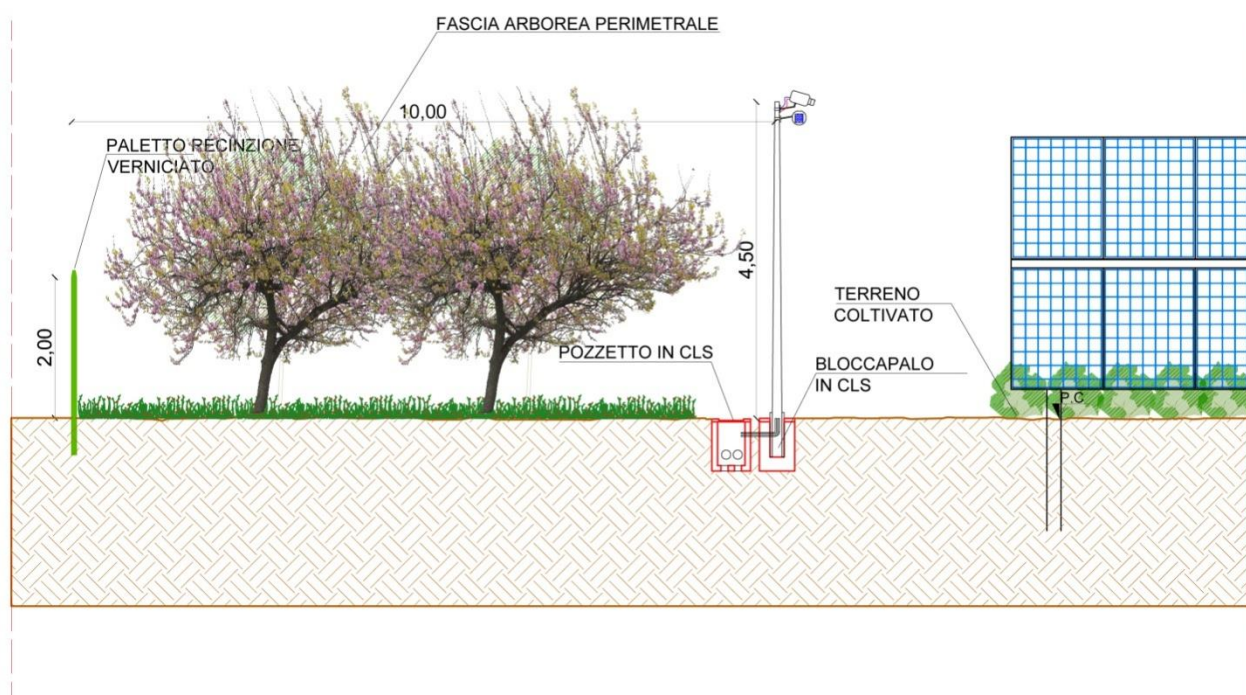 FASCIA ARBOREA PERIMETRALE
10,00
PALETTO RECINZIONE
VERNICIATO
4,50
2,00
TERRENO
COLTIVATO
POZZETTO IN CLS
BLOCCAPALO
IN CLS
P.C